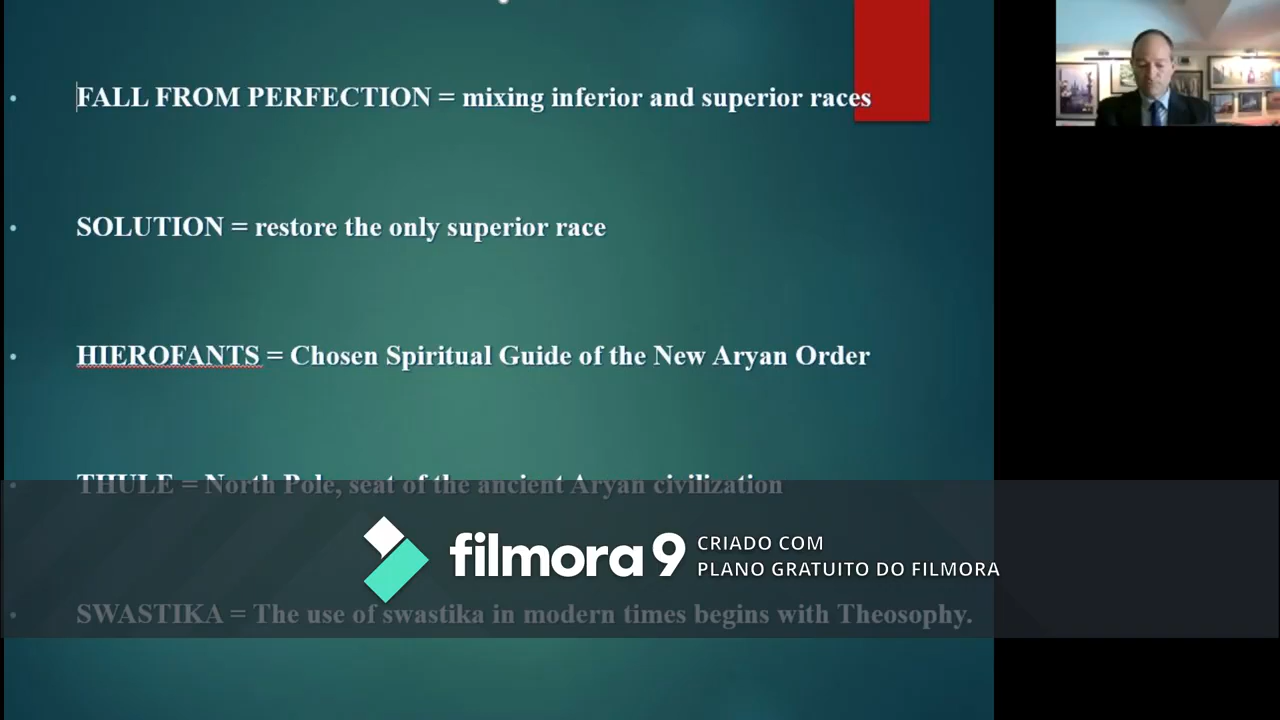 FALL FROM PERFECTION = mixing inferior and superior races
SOLUTION = restore the only superior race
HIEROFANTS = Chosen Spiritual Guide of the New Aryan Order
THULE = North Pole, seat of the ancient Aryan civilization
filmora 9 CRIADO COM
PLANO GRATUITO DO FILMORA
SWASTIKA = The use of swastika in modern times begins with Theosophy.